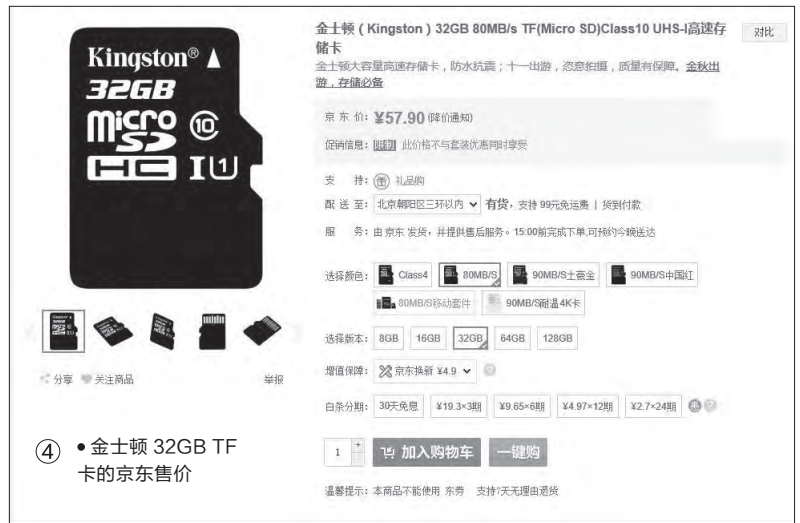 Kingston®
32GB
micro SD 10
HC I U1
分享 关注商品 举报
④ •金士顿 32GB TF
卡的京东售价
金士顿（Kingston）32GB 80MB/s TF(Micro SD)Class10 UHS-I高速存
储卡
对比
金士顿大容量高速存储卡，防水抗震；十一出游，恣意拍摄，质量有保障。金秋出
游，存储必备
京 东 价：¥57.90 (降价通知)
促销信息：限制 此价格不与套装优惠同时享受
支 持：礼品购
配 送 至：北京朝阳区三环以内 有货，支持 99元免运费 | 货到付款
服 务：由 京东 发货，并提供售后服务。15:00前完成下单,可预约今晚送达
选择颜色：Class4 80MB/S 90MB/S土豪金 90MB/S中国红
80MB/S移动套件 90MB/S耐温4K卡
选择版本：8GB 16GB 32GB 64GB 128GB
增值保障：京东换新 ¥4.9
白条分期：30天免息 ¥19.3×3期 ¥9.65×6期 ¥4.97×12期 ¥2.7×24期
1 + - 加入购物车 一键购
温馨提示：本商品不能使用 东券 支持7天无理由退货